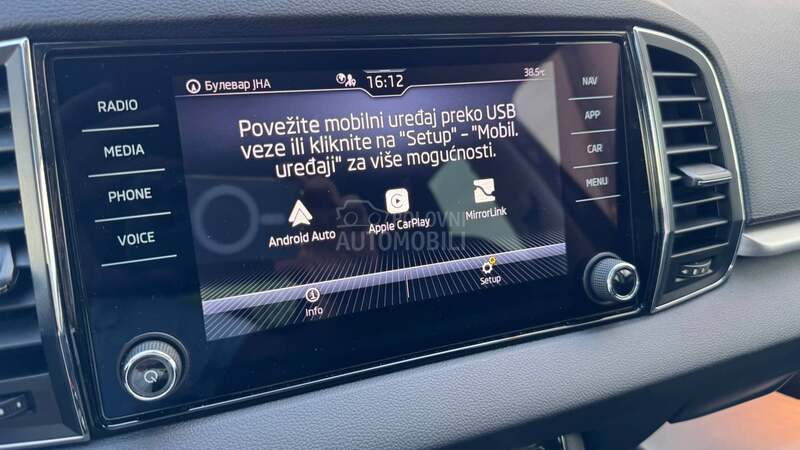 RADIO
MEDIA
PHONE
VOICE
Булевар ЈНА
16:12
38.5°C
Povežite mobilni uređaj preko USB
veze ili kliknite na "Setup" - "Mobil.
uređaji" za više mogućnosti.
Android Auto
Apple CarPlay
MirrorLink
POLOVNI
AUTOMOBILI
Info
Setup
NAV
APP
CAR
MENU